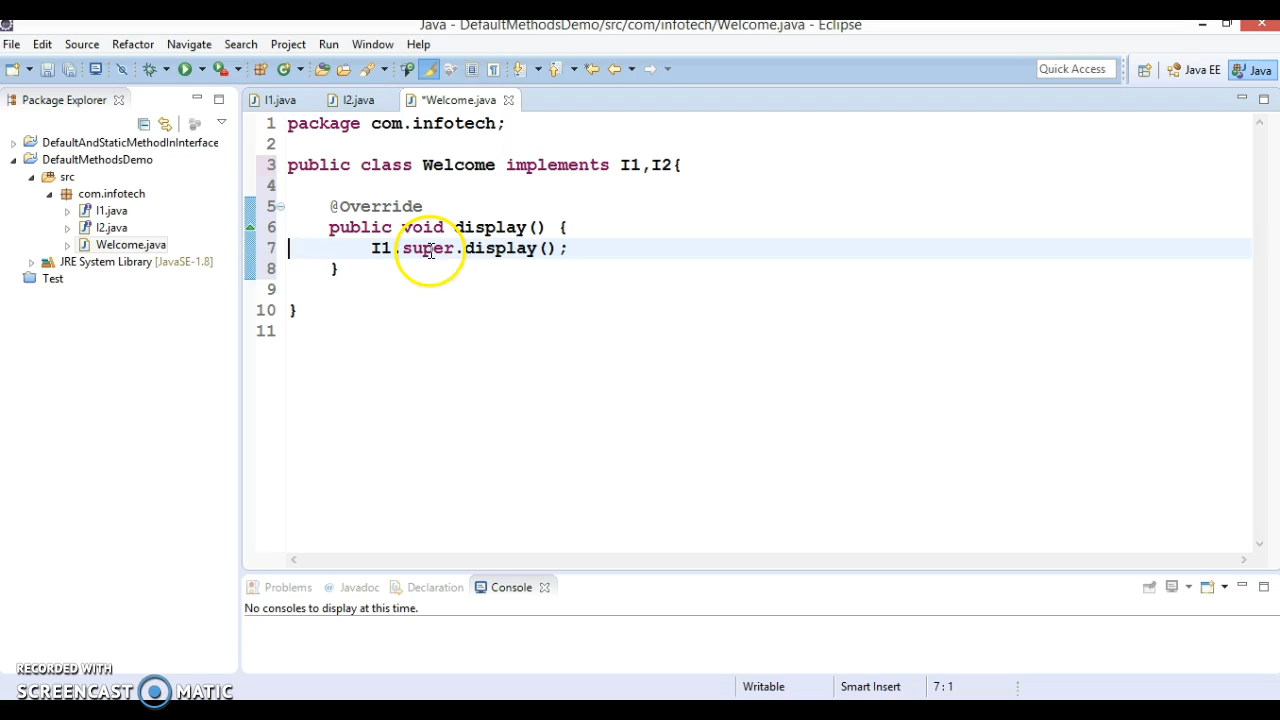 Java - DefaultMethodsDemo/src/com/infotech/Welcome.java - Eclipse
File Edit Source Refactor Navigate Search Project Run Window Help
Quick Access Java EE Java
Package Explorer
I1.java I2.java *Welcome.java
DefaultAndStaticMethodInInterface
DefaultMethodsDemo
src
com.infotech
I1.java
I2.java
Welcome.java
JRE System Library [JavaSE-1.8]
Test
1 package com.infotech;
2
3 public class Welcome implements I1,I2{
4
5 @Override
6 public void display() {
7 I1.super.display();
8 }
9
10 }
11
Problems @ Javadoc Declaration Console
No consoles to display at this time.
Writable Smart Insert 7 : 1
RECORDED WITH
SCREENCAST MATIC